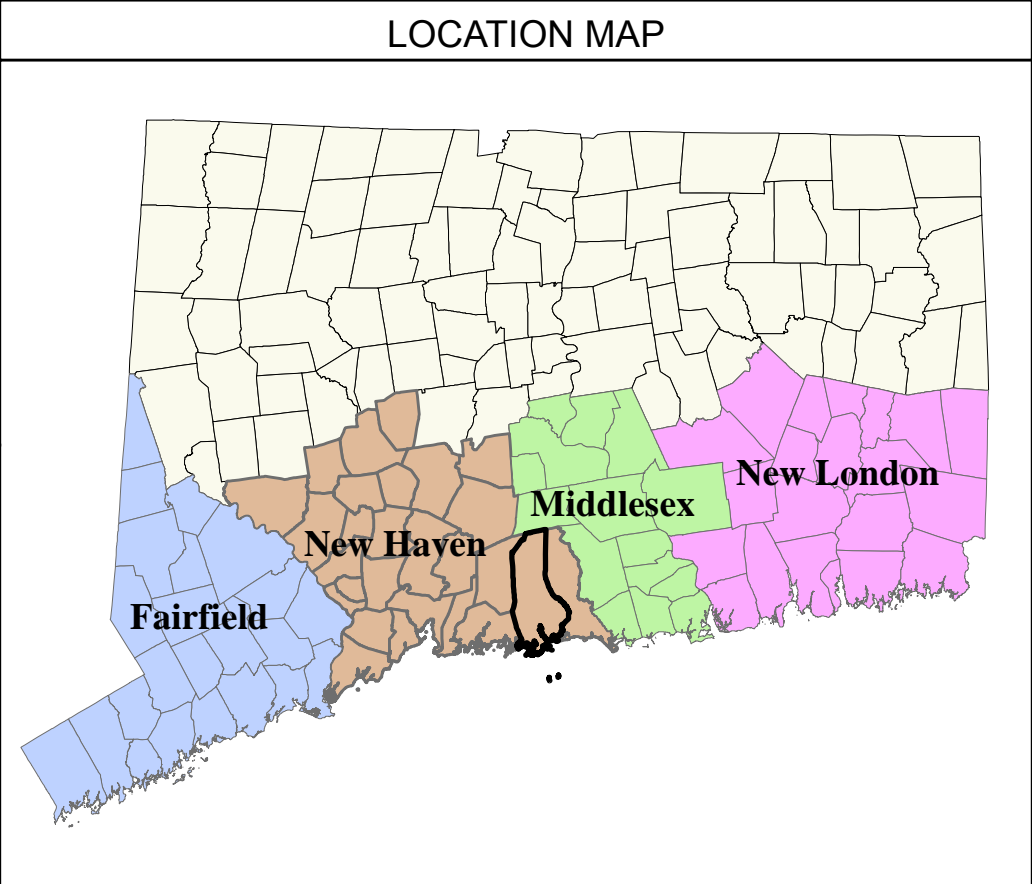 LOCATION MAP
New London
Middlesex
New Haven
Fairfield